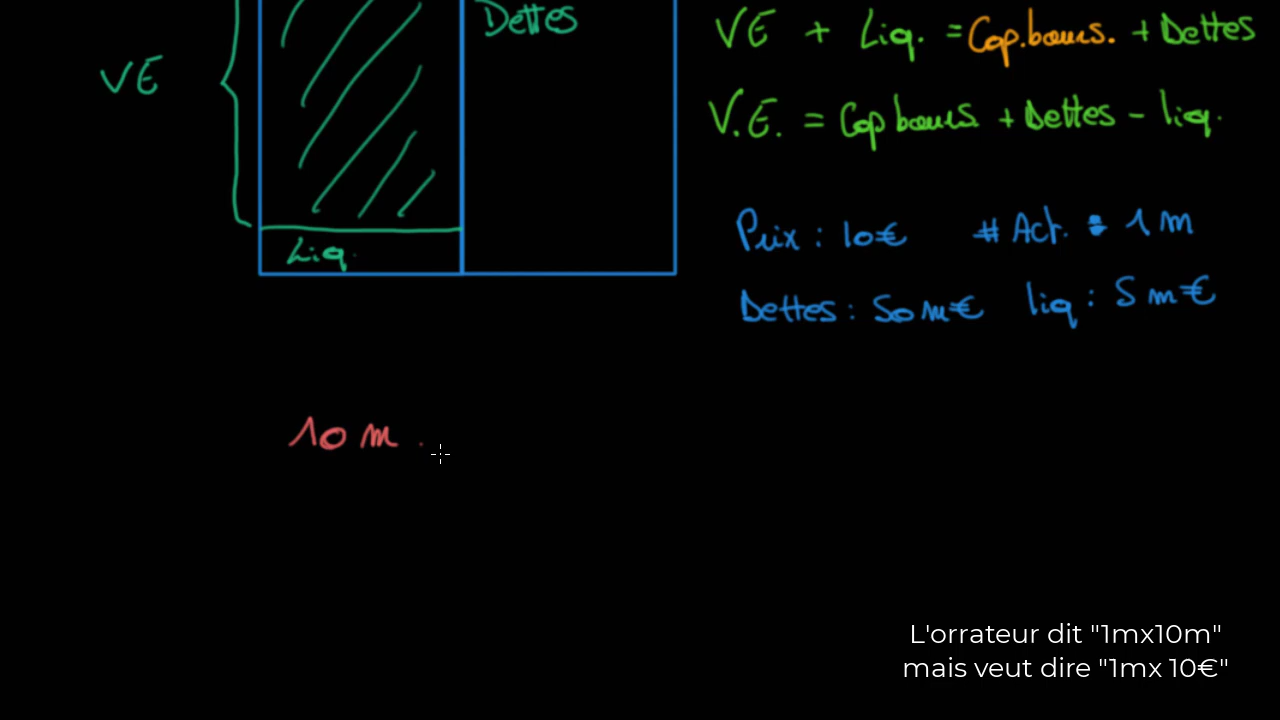 Dettes
VE + Liq. = Cap.bours. + Dettes
VE
V.E. = Cap bours. + Dettes - liq.
Prix : 10€ # Act. : 1 m
Liq.
Dettes : 50 m€ liq : 5 m€
10 m .
L'orrateur dit "1mx10m"
mais veut dire "1mx 10€"